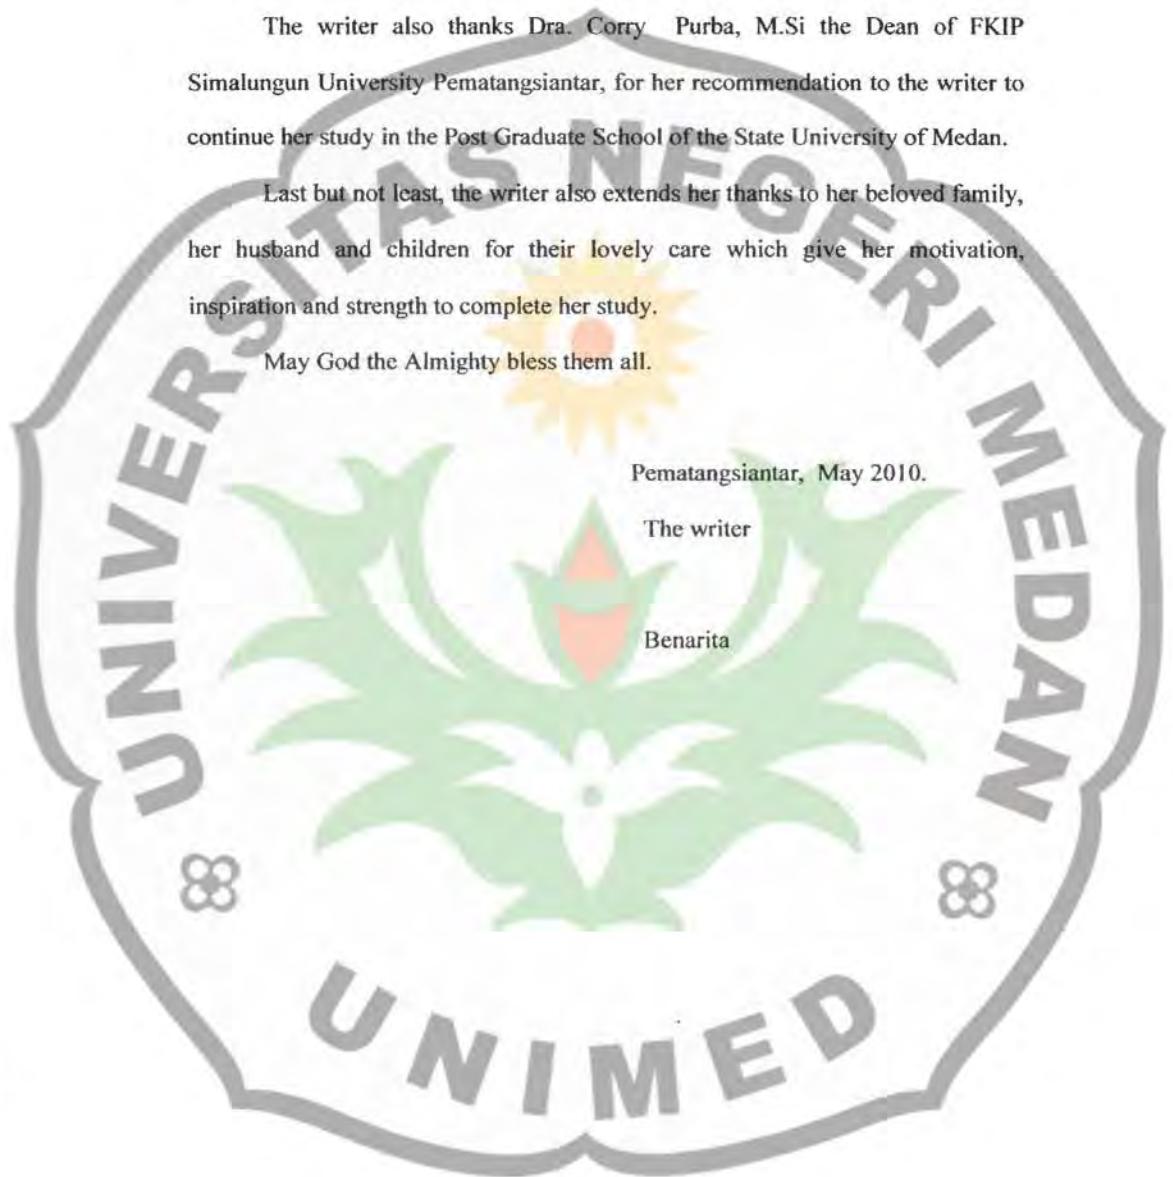 The writer also thanks Dra. Corry Purba, M.Si the Dean of FKIP
Simalungun University Pematangsiantar, for her recommendation to the writer to
continue her study in the Post Graduate School of the State University of Medan.
Last but not least, the writer also extends her thanks to her beloved family,
her husband and children for their lovely care which give her motivation,
inspiration and strength to complete her study.
May God the Almighty bless them all.
Pematangsiantar, May 2010.
The writer
Benarita
UNIVERSITAS NEGERI MEDAN
UNIMED